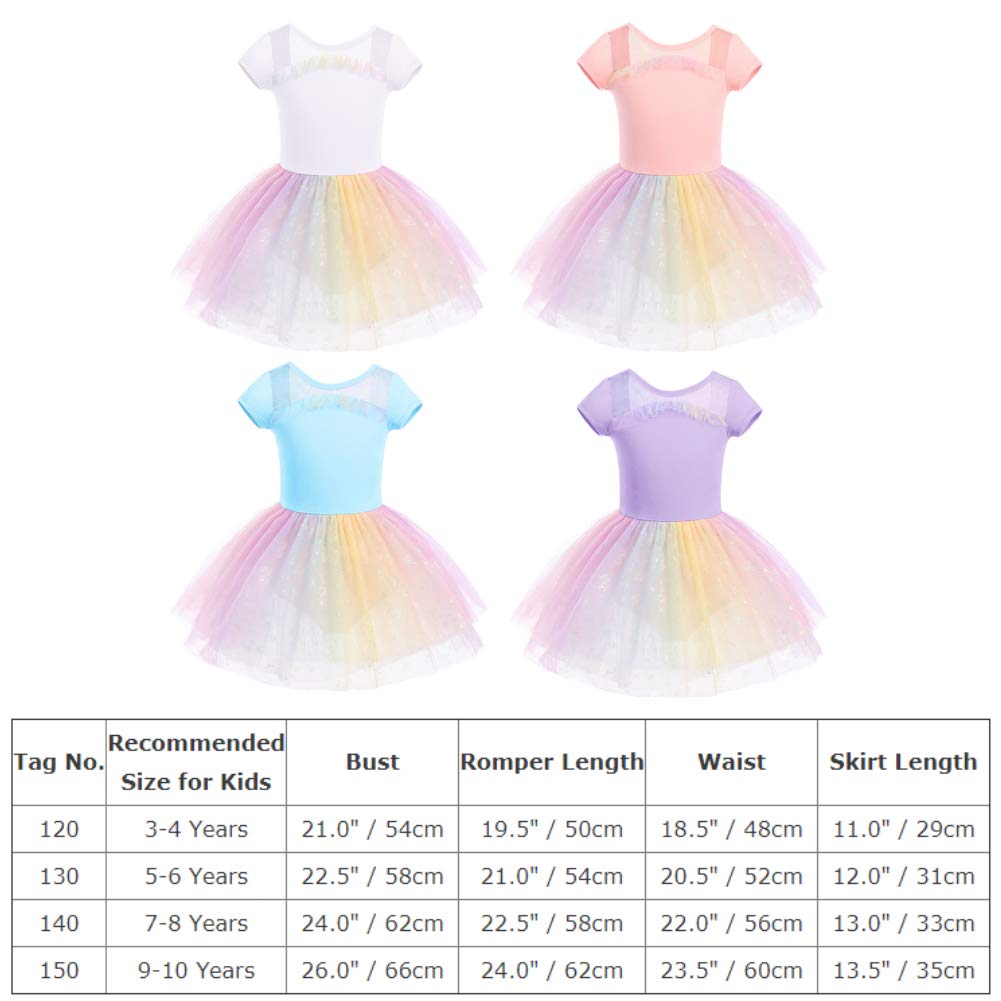 Tag No. Recommended Size for Kids Bust Romper Length Waist Skirt Length
120 3-4 Years 21.0" / 54cm 19.5" / 50cm 18.5" / 48cm 11.0" / 29cm
130 5-6 Years 22.5" / 58cm 21.0" / 54cm 20.5" / 52cm 12.0" / 31cm
140 7-8 Years 24.0" / 62cm 22.5" / 58cm 22.0" / 56cm 13.0" / 33cm
150 9-10 Years 26.0" / 66cm 24.0" / 62cm 23.5" / 60cm 13.5" / 35cm